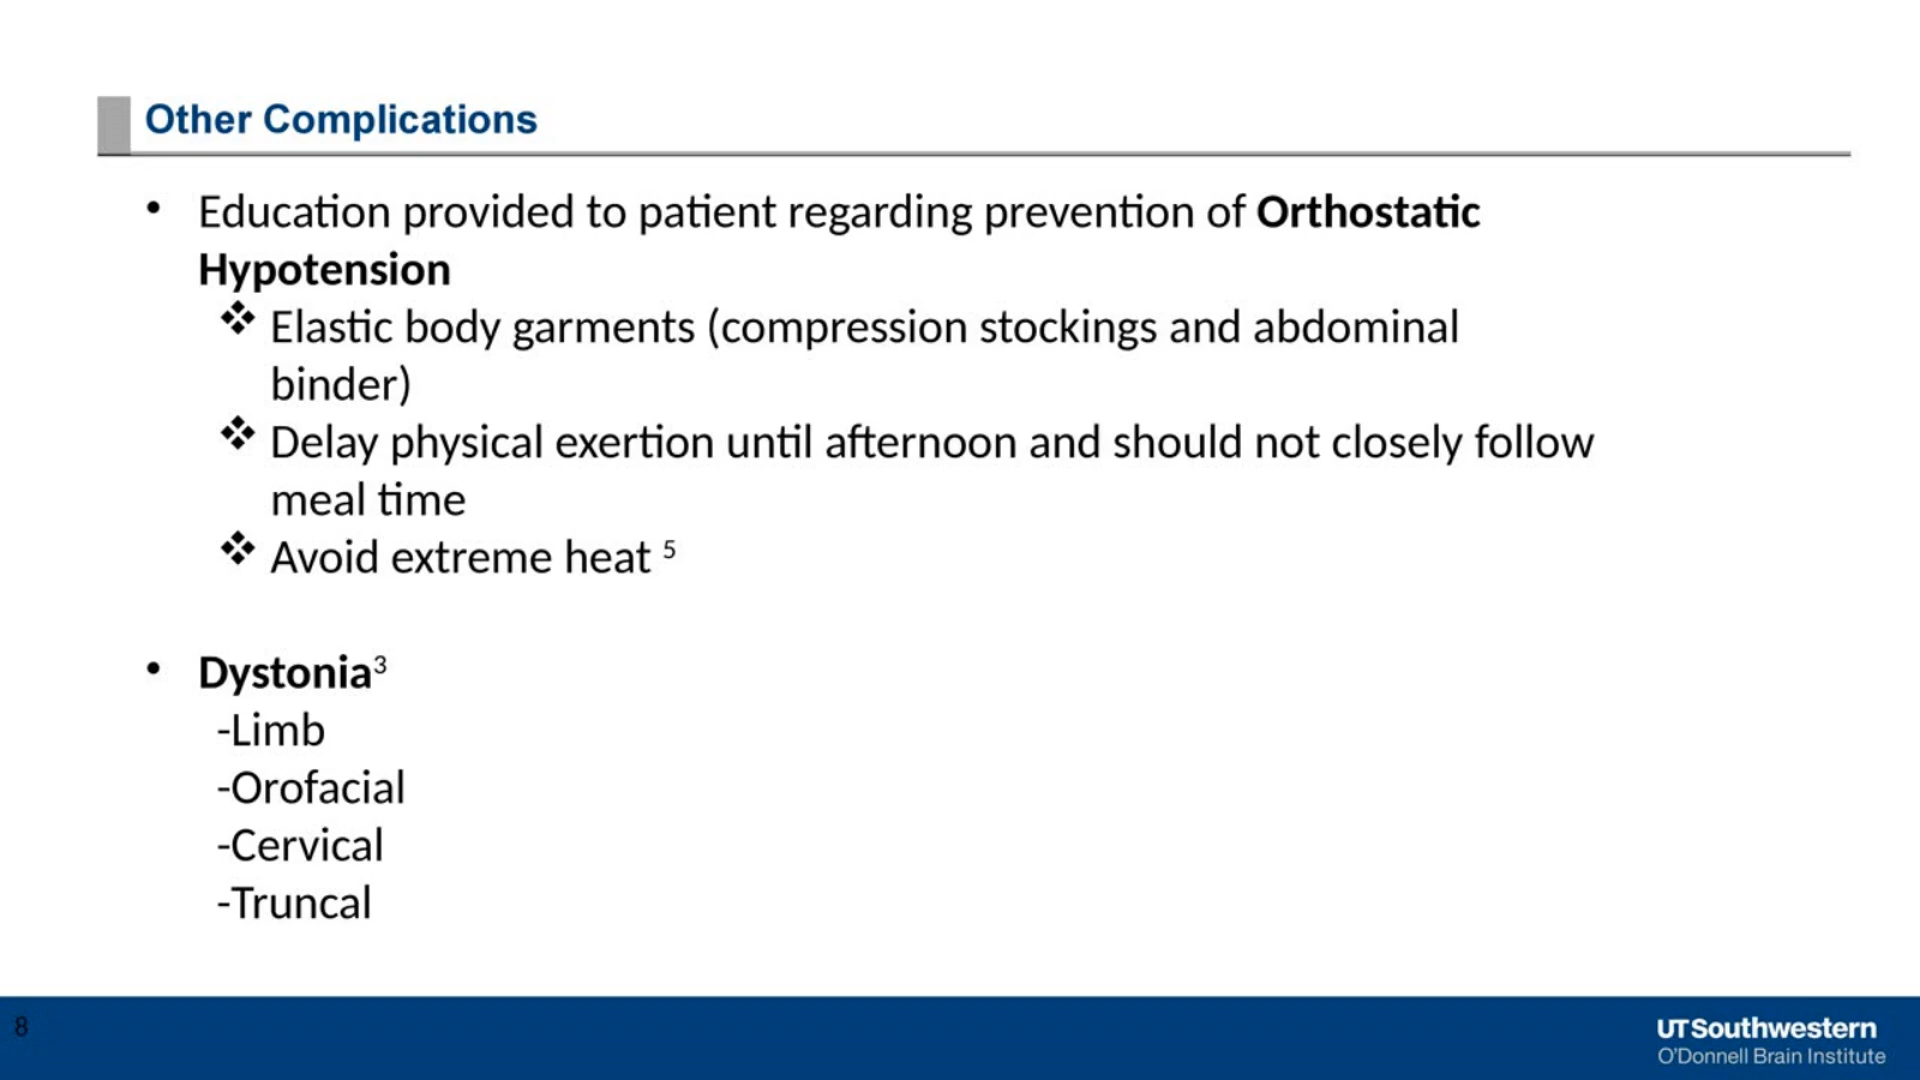 Other Complications
• Education provided to patient regarding prevention of Orthostatic
Hypotension
❖ Elastic body garments (compression stockings and abdominal
binder)
❖ Delay physical exertion until afternoon and should not closely follow
meal time
❖ Avoid extreme heat ⁵
• Dystonia³
-Limb
-Orofacial
-Cervical
-Truncal
8
UTSouthwestern
O'Donnell Brain Institute